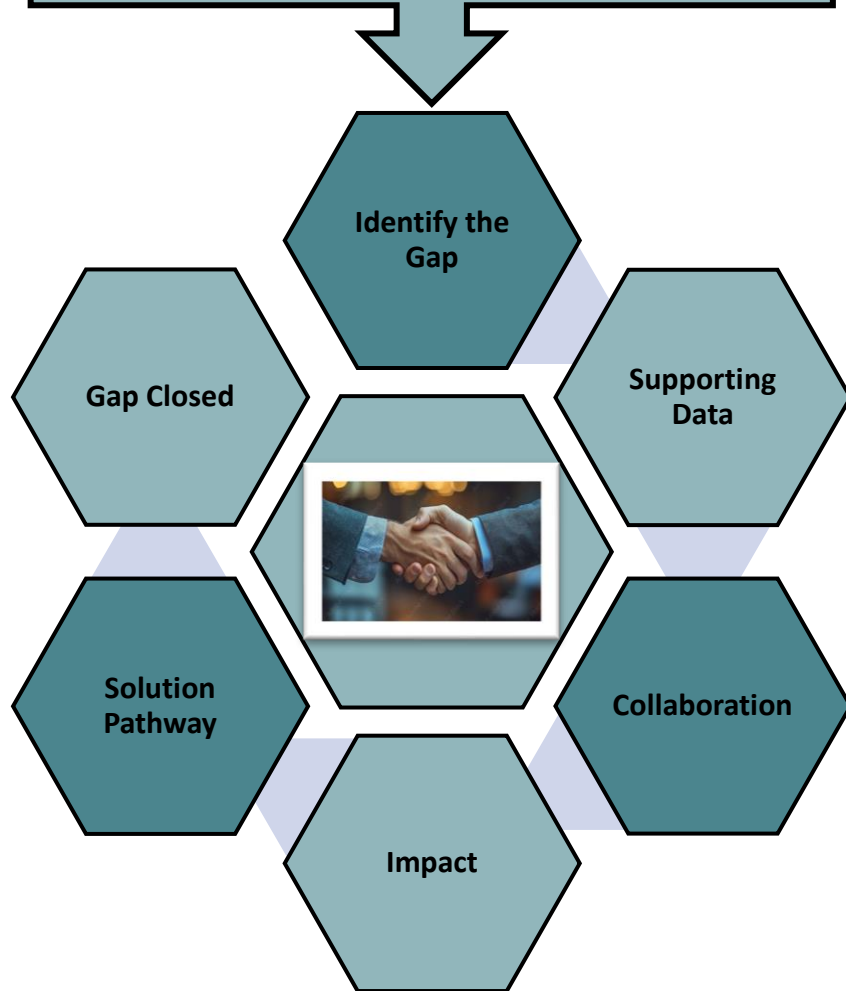 Identify the
Gap
Supporting
Data
Collaboration
Impact
Solution
Pathway
Gap Closed